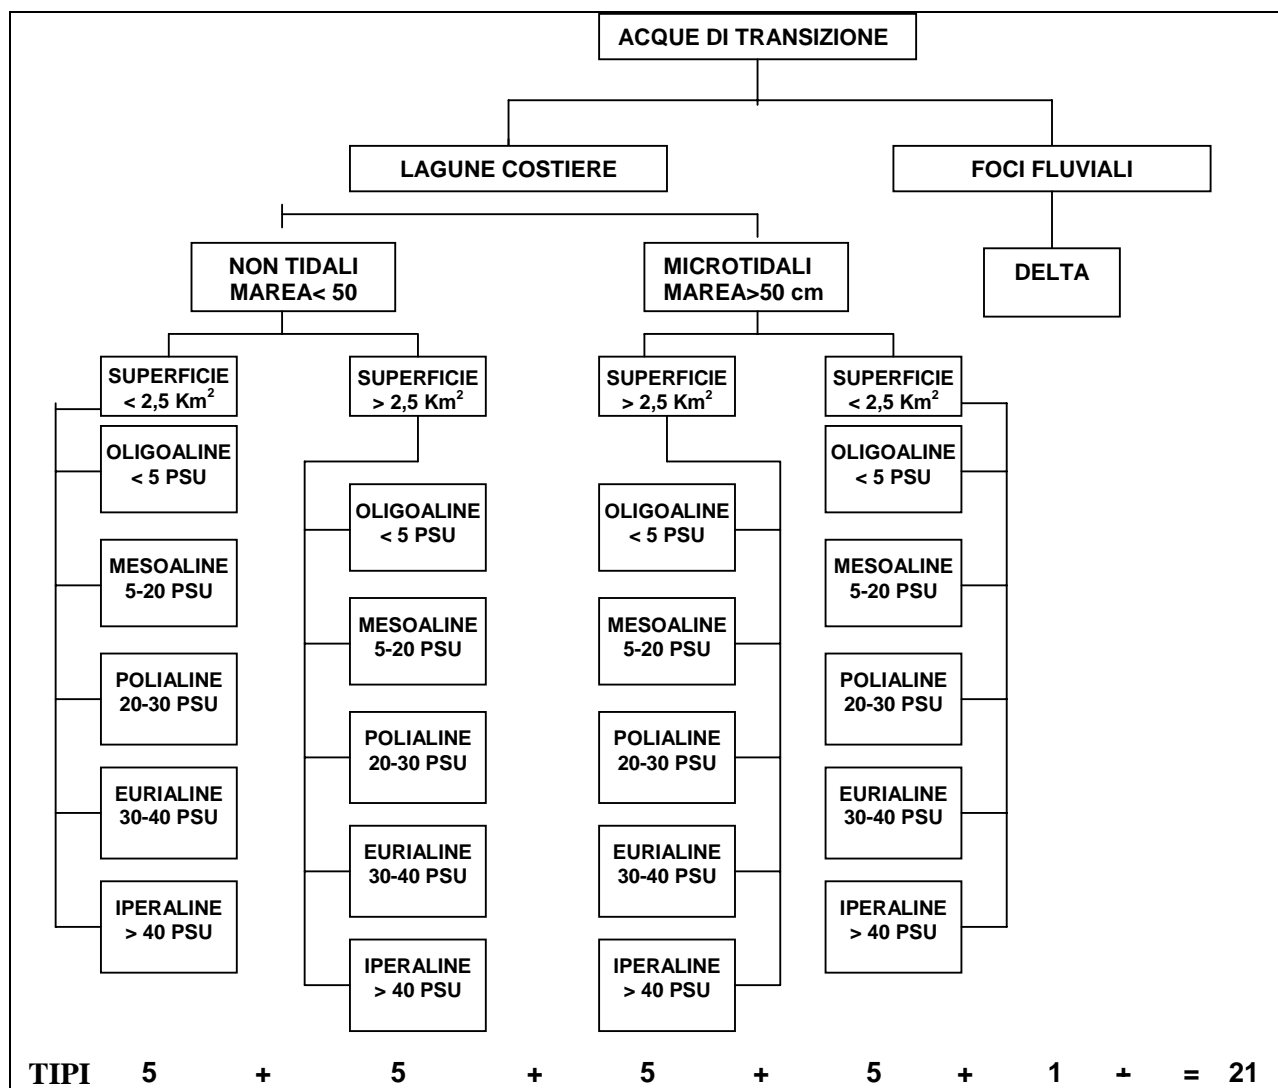 ACQUE DI TRANSIZIONE
LAGUNE COSTIERE
FOCI FLUVIALI
NON TIDALI
MAREA< 50
MICROTIDALI
MAREA>50 cm
DELTA
SUPERFICIE
< 2,5 Km²
OLIGOALINE
< 5 PSU
MESOALINE
5-20 PSU
POLIALINE
20-30 PSU
EURIALINE
30-40 PSU
IPERALINE
> 40 PSU
SUPERFICIE
> 2,5 Km²
OLIGOALINE
< 5 PSU
MESOALINE
5-20 PSU
POLIALINE
20-30 PSU
EURIALINE
30-40 PSU
IPERALINE
> 40 PSU
SUPERFICIE
> 2,5 Km²
OLIGOALINE
< 5 PSU
MESOALINE
5-20 PSU
POLIALINE
20-30 PSU
EURIALINE
30-40 PSU
IPERALINE
> 40 PSU
SUPERFICIE
< 2,5 Km²
OLIGOALINE
< 5 PSU
MESOALINE
5-20 PSU
POLIALINE
20-30 PSU
EURIALINE
30-40 PSU
IPERALINE
> 40 PSU
TIPI 5 + 5 + 5 + 5 + 1 + = 21